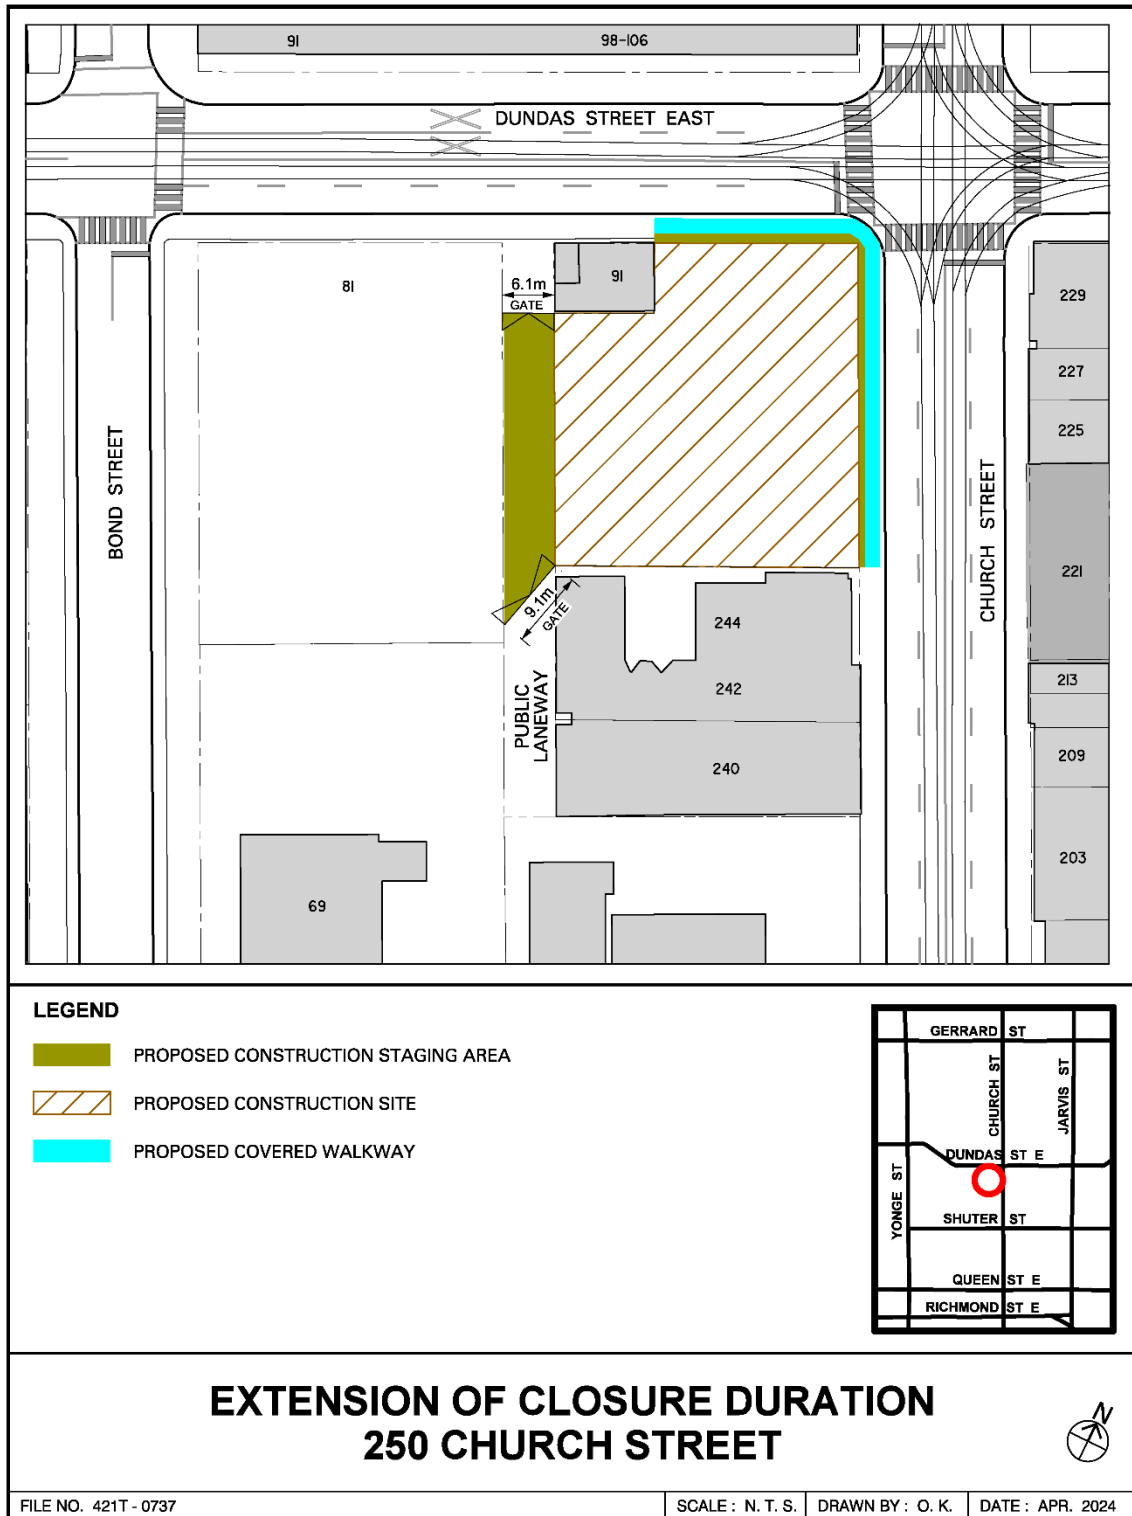 91
98-106
DUNDAS STREET EAST
81
6.1m
GATE
91
229
227
225
BOND STREET
CHURCH STREET
221
9.1m
GATE
244
242
PUBLIC
LANEWAY
213
240
209
203
69
LEGEND
PROPOSED CONSTRUCTION STAGING AREA
PROPOSED CONSTRUCTION SITE
PROPOSED COVERED WALKWAY
GERRARD ST
CHURCH ST
JARVIS ST
DUNDAS ST E
YONGE ST
SHUTER ST
QUEEN ST E
RICHMOND ST E
EXTENSION OF CLOSURE DURATION
250 CHURCH STREET
N
FILE NO. 421T - 0737
SCALE : N. T. S.
DRAWN BY : O. K.
DATE : APR. 2024